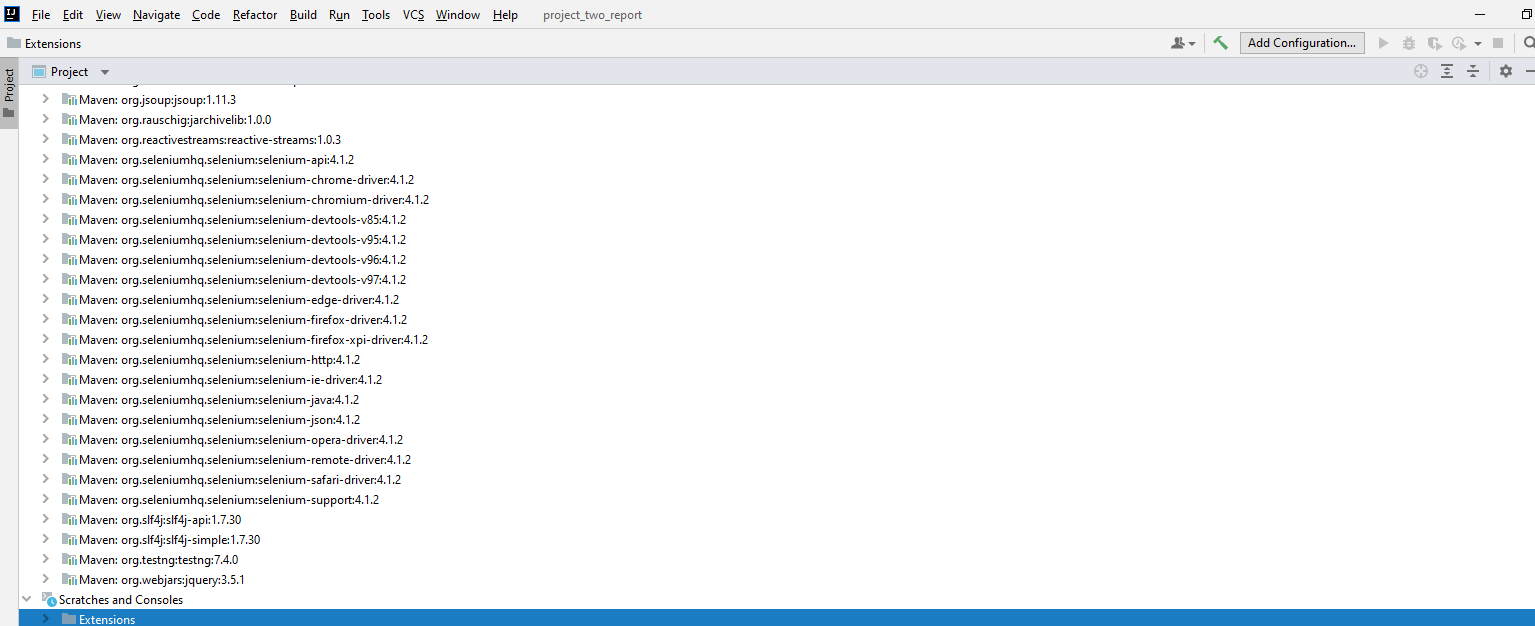 IJ
File Edit View Navigate Code Refactor Build Run Tools VCS Window Help project_two_report
Extensions Add Configuration...
Project
Project
Maven: org.jsoup:jsoup:1.11.3
Maven: org.rauschig:jarchivelib:1.0.0
Maven: org.reactivestreams:reactive-streams:1.0.3
Maven: org.seleniumhq.selenium:selenium-api:4.1.2
Maven: org.seleniumhq.selenium:selenium-chrome-driver:4.1.2
Maven: org.seleniumhq.selenium:selenium-chromium-driver:4.1.2
Maven: org.seleniumhq.selenium:selenium-devtools-v85:4.1.2
Maven: org.seleniumhq.selenium:selenium-devtools-v95:4.1.2
Maven: org.seleniumhq.selenium:selenium-devtools-v96:4.1.2
Maven: org.seleniumhq.selenium:selenium-devtools-v97:4.1.2
Maven: org.seleniumhq.selenium:selenium-edge-driver:4.1.2
Maven: org.seleniumhq.selenium:selenium-firefox-driver:4.1.2
Maven: org.seleniumhq.selenium:selenium-firefox-xpi-driver:4.1.2
Maven: org.seleniumhq.selenium:selenium-http:4.1.2
Maven: org.seleniumhq.selenium:selenium-ie-driver:4.1.2
Maven: org.seleniumhq.selenium:selenium-java:4.1.2
Maven: org.seleniumhq.selenium:selenium-json:4.1.2
Maven: org.seleniumhq.selenium:selenium-opera-driver:4.1.2
Maven: org.seleniumhq.selenium:selenium-remote-driver:4.1.2
Maven: org.seleniumhq.selenium:selenium-safari-driver:4.1.2
Maven: org.seleniumhq.selenium:selenium-support:4.1.2
Maven: org.slf4j:slf4j-api:1.7.30
Maven: org.slf4j:slf4j-simple:1.7.30
Maven: org.testng:testng:7.4.0
Maven: org.webjars:jquery:3.5.1
Scratches and Consoles
Extensions